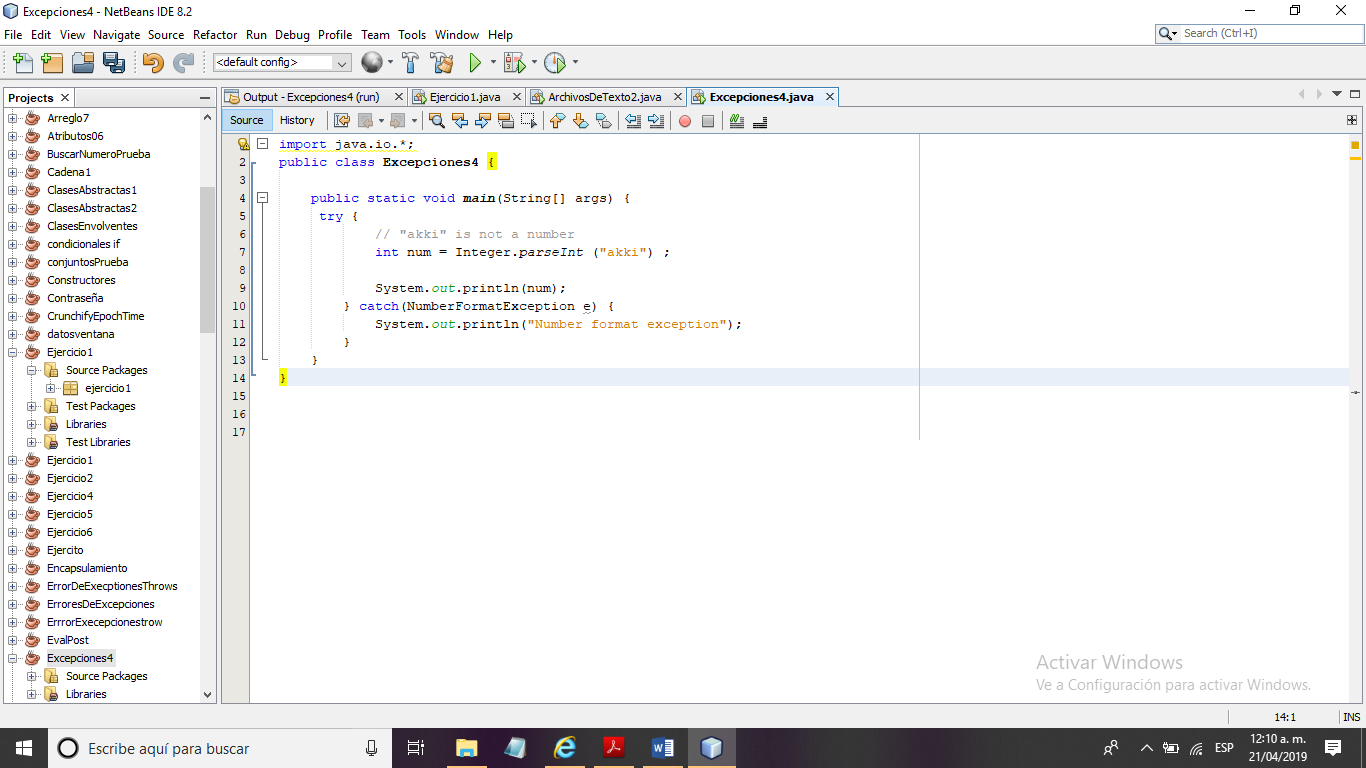 Excepciones4 - NetBeans IDE 8.2
File Edit View Navigate Source Refactor Run Debug Profile Team Tools Window Help
Search (Ctrl+I)
<default config>
Projects
Arreglo7
Atributos06
BuscarNumeroPrueba
Cadena1
ClasesAbstractas1
ClasesAbstractas2
ClasesEnvolventes
condicionales if
conjuntosPrueba
Constructores
Contraseña
CrunchifyEpochTime
datosventana
Ejercicio1
Source Packages
ejercicio1
Test Packages
Libraries
Test Libraries
Ejercicio1
Ejercicio2
Ejercicio4
Ejercicio5
Ejercicio6
Ejercito
Encapsulamiento
ErrorDeExecptionesThrows
ErroresDeExcepciones
ErrrorExecepcionestrow
EvalPost
Excepciones4
Source Packages
Libraries
Output - Excepciones4 (run) Ejercicio1.java ArchivosDeTexto2.java Excepciones4.java
Source History
import java.io.*;
2 public class Excepciones4 {
3
4 public static void main(String[] args) {
5 try {
6 // "akki" is not a number
7 int num = Integer.parseInt ("akki") ;
8
9 System.out.println(num);
10 } catch(NumberFormatException e) {
11 System.out.println("Number format exception");
12 }
13 }
14 }
15
16
17
Activar Windows
Ve a Configuración para activar Windows.
14:1 INS
Escribe aquí para buscar
ESP
12:10 a. m.
21/04/2019